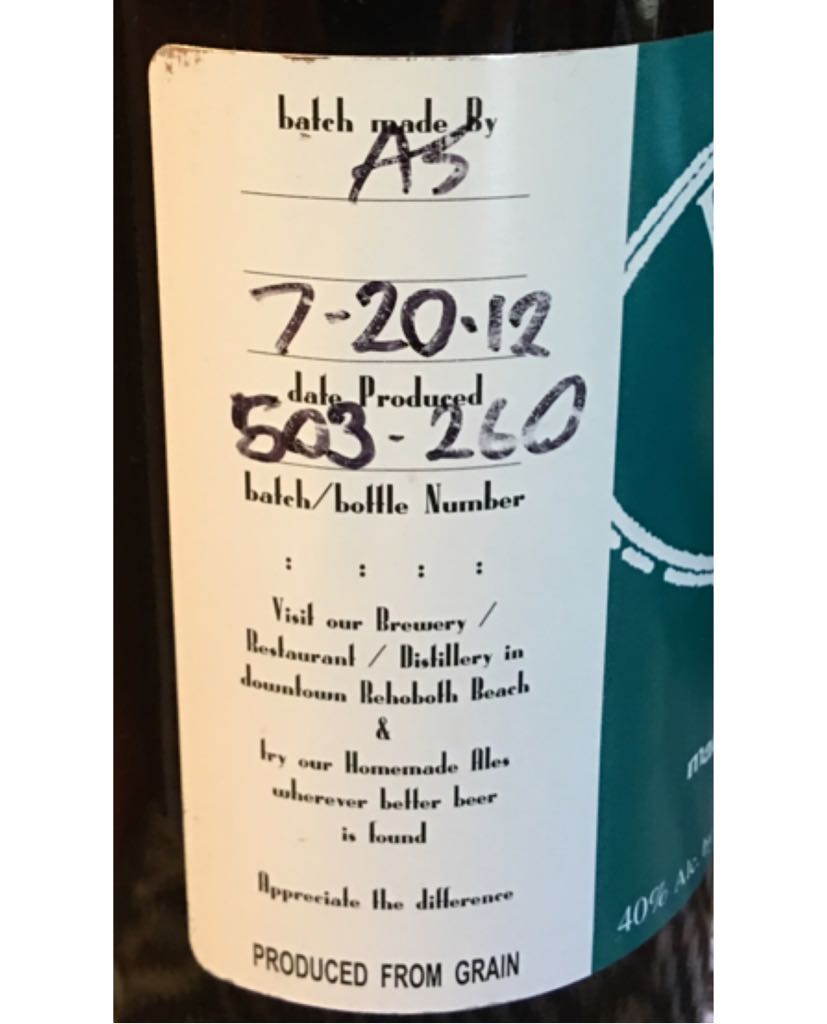 batch made By
AS
7-20-12
date Produced
503-260
batch/bottle Number
: : : :
Visit our Brewery /
Restaurant / Distillery in
downtown Rehoboth Beach
&
try our Homemade Ales
wherever better beer
is found
Appreciate the difference
PRODUCED FROM GRAIN
40% Alc.